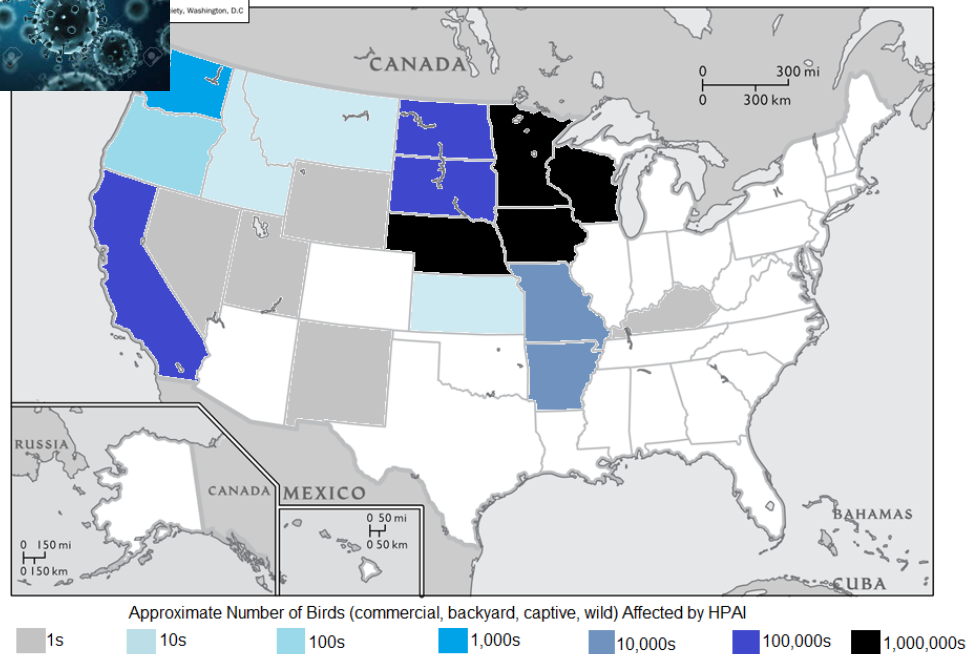 iety, Washington, D.C
CANADA
0 300 mi
0 300 km
RUSSIA
CANADA
MEXICO
0 50 mi
0 50 km
BAHAMAS
0 150 mi
0 150 km
CUBA
Approximate Number of Birds (commercial, backyard, captive, wild) Affected by HPAI
1s 10s 100s 1,000s 10,000s 100,000s 1,000,000s